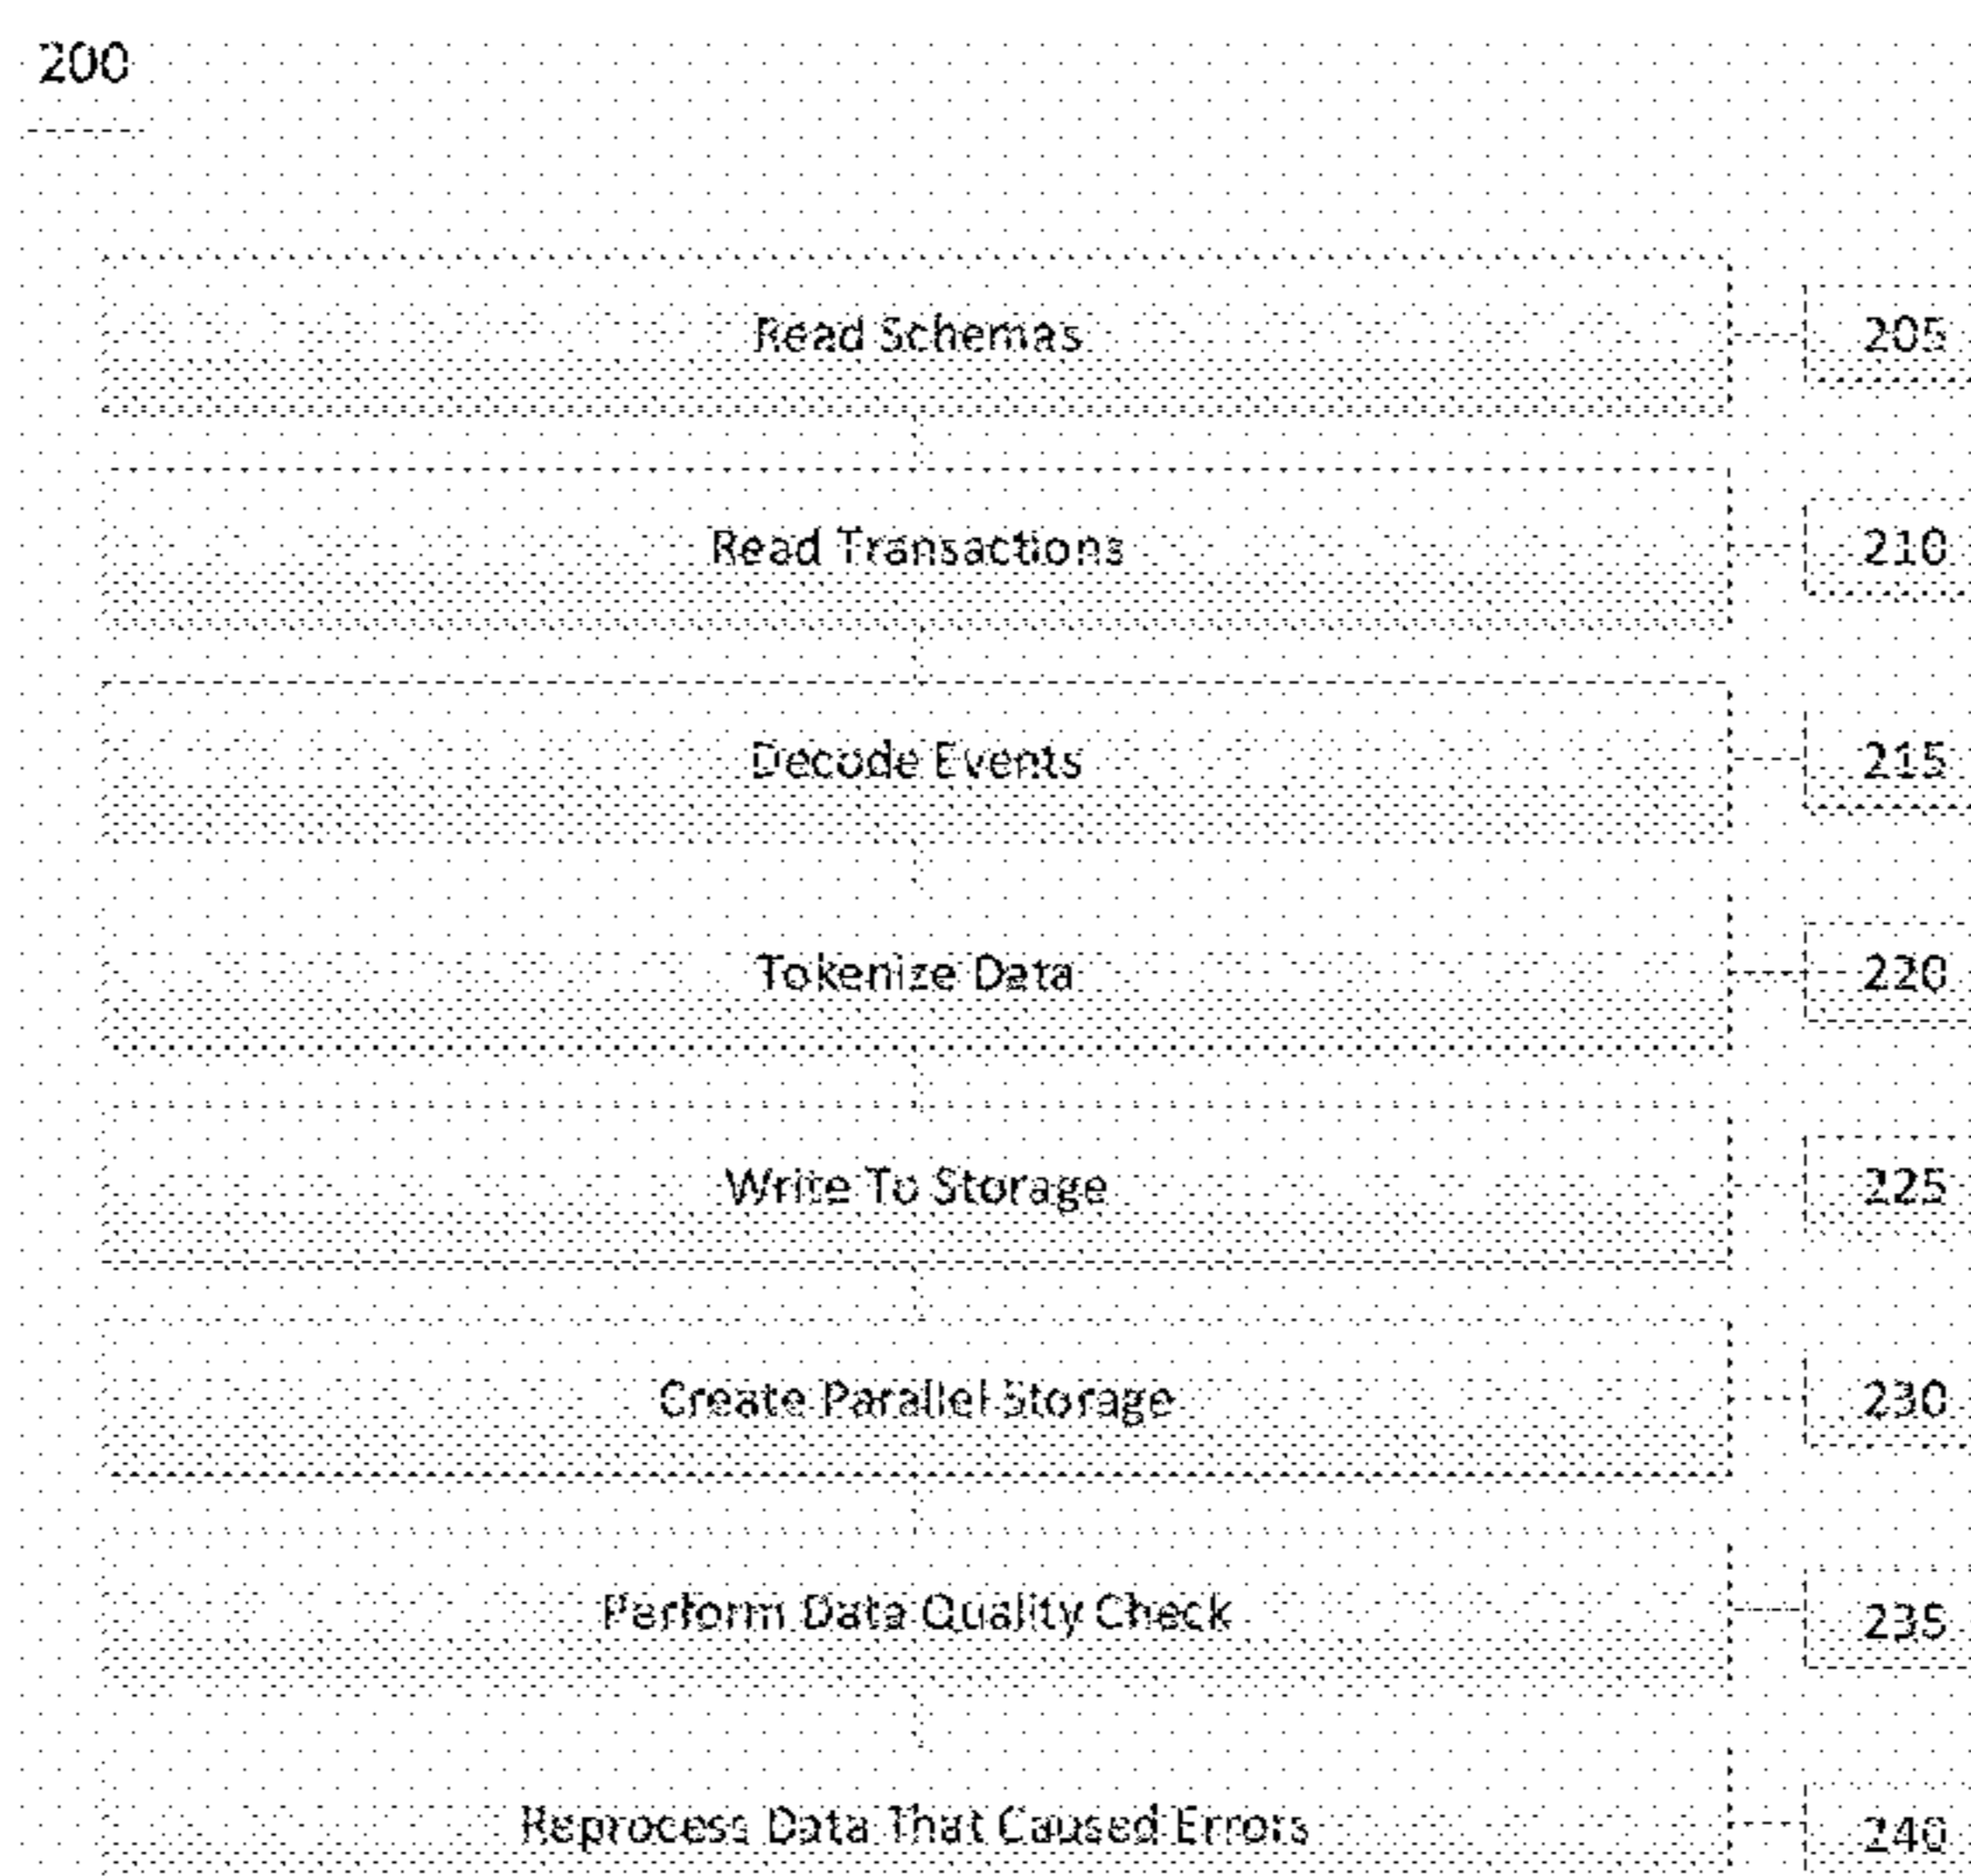 200
Read Schemas
205
Read Transactions
210
Decode Events
215
Tokenize Data
220
Write To Storage
225
Create Parallel Storage
230
Perform Data Quality Check
235
Reprocess Data That Caused Errors
240